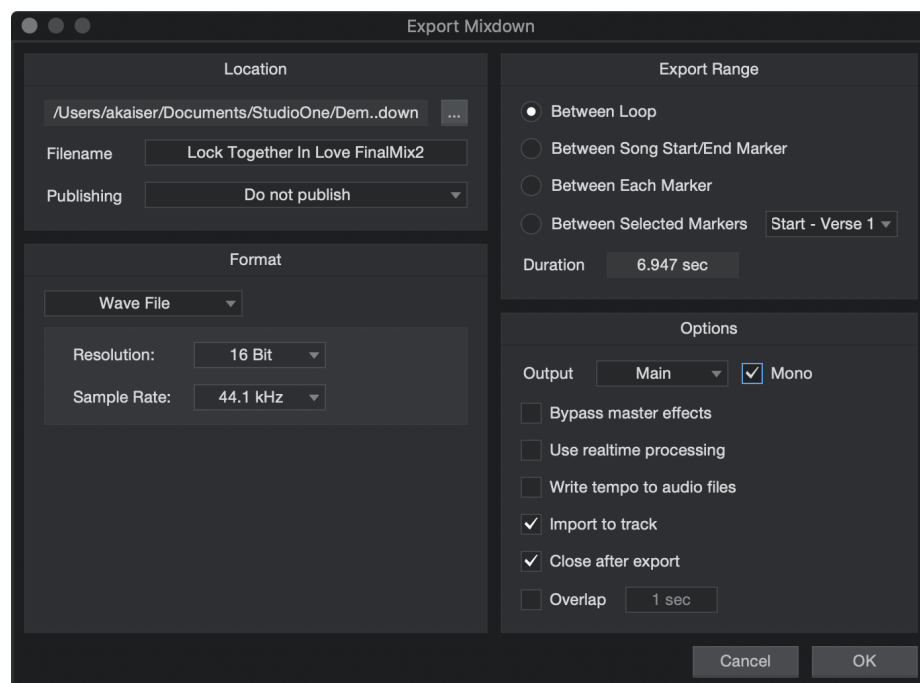 Export Mixdown
Location
/Users/akaiser/Documents/StudioOne/Dem..down ...
Filename Lock Together In Love FinalMix2
Publishing Do not publish
Format
Wave File
Resolution: 16 Bit
Sample Rate: 44.1 kHz
Export Range
Between Loop
Between Song Start/End Marker
Between Each Marker
Between Selected Markers Start - Verse 1
Duration 6.947 sec
Options
Output Main Mono
Bypass master effects
Use realtime processing
Write tempo to audio files
Import to track
Close after export
Overlap 1 sec
Cancel OK